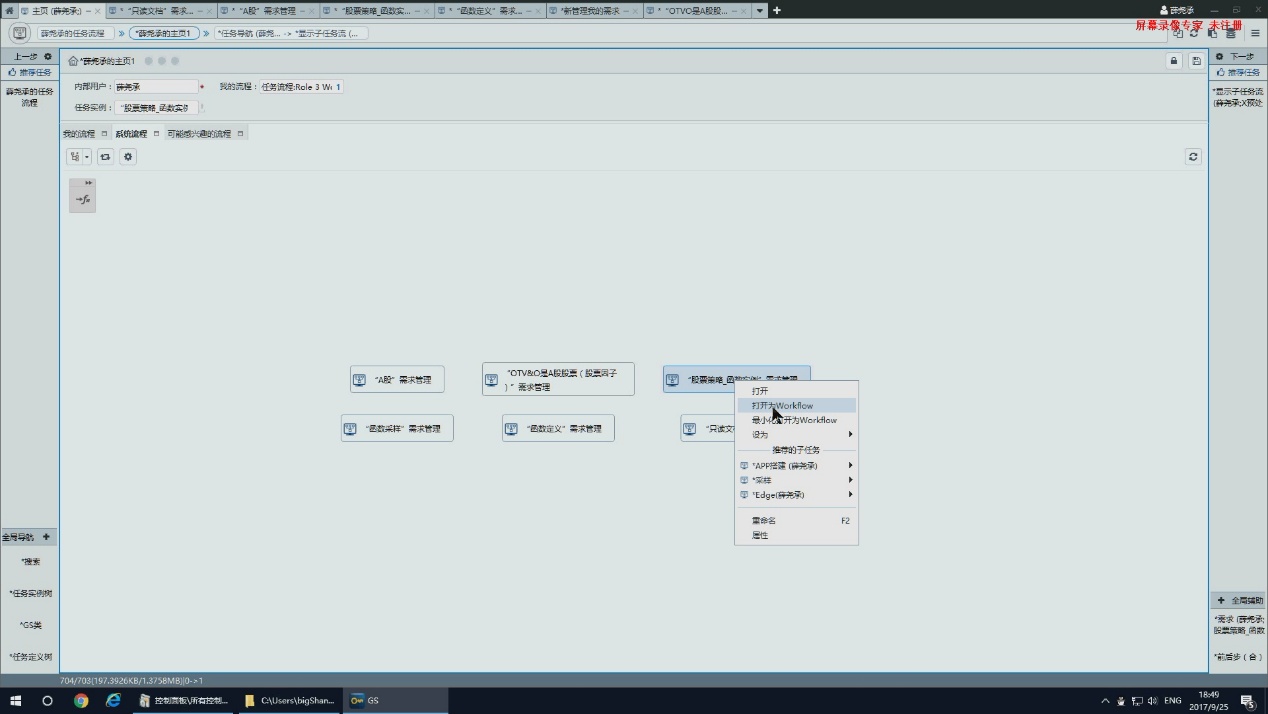 主页 (薛尧承:)
* "只读文档" 需求...
* "A股" 需求管理
* "股票策略_函数实...
* "函数定义" 需求...
*新管理我的需求
* "OTVO是A股股...
薛尧承
屏幕录像专家 未注册
薛尧承的任务流程
*薛尧承的主页1
*任务导航 (薛尧... -> *显示子任务流 (...
上一步
推荐任务
薛尧承的任务
流程
*薛尧承的主页1
下一步
推荐任务
*显示子任务流
(薛尧承:X预处
内部用户：
薛尧承
*
我的流程：
任务流程:Role 3 W
1
任务实例：
"股票策略_函数实例
我的流程
系统流程
可能感兴趣的流程
"A股" 需求管理
"OTV&O是A股股票 ( 股票因子
) " 需求管理
"股票策略_函数实例" 需求管理
"函数采样" 需求管理
"函数定义" 需求管理
"只读文
打开
打开为Workflow
最小化打开为Workflow
设为
推荐的子任务
*APP搭建 (薛尧承)
*采样
*Edge(薛尧承)
重命名 F2
属性
全局导航
*搜索
*任务实例树
*GS类
*任务定义树
全局辅助
*需求 (薛尧承:
股票策略_函数
*前后步 ( 合 )
704/703(197.3926KB/1.3758MB)|0->1
控制面板\所有控制...
C:\Users\bigShan...
GS
ENG
18:49
2017/9/25
5